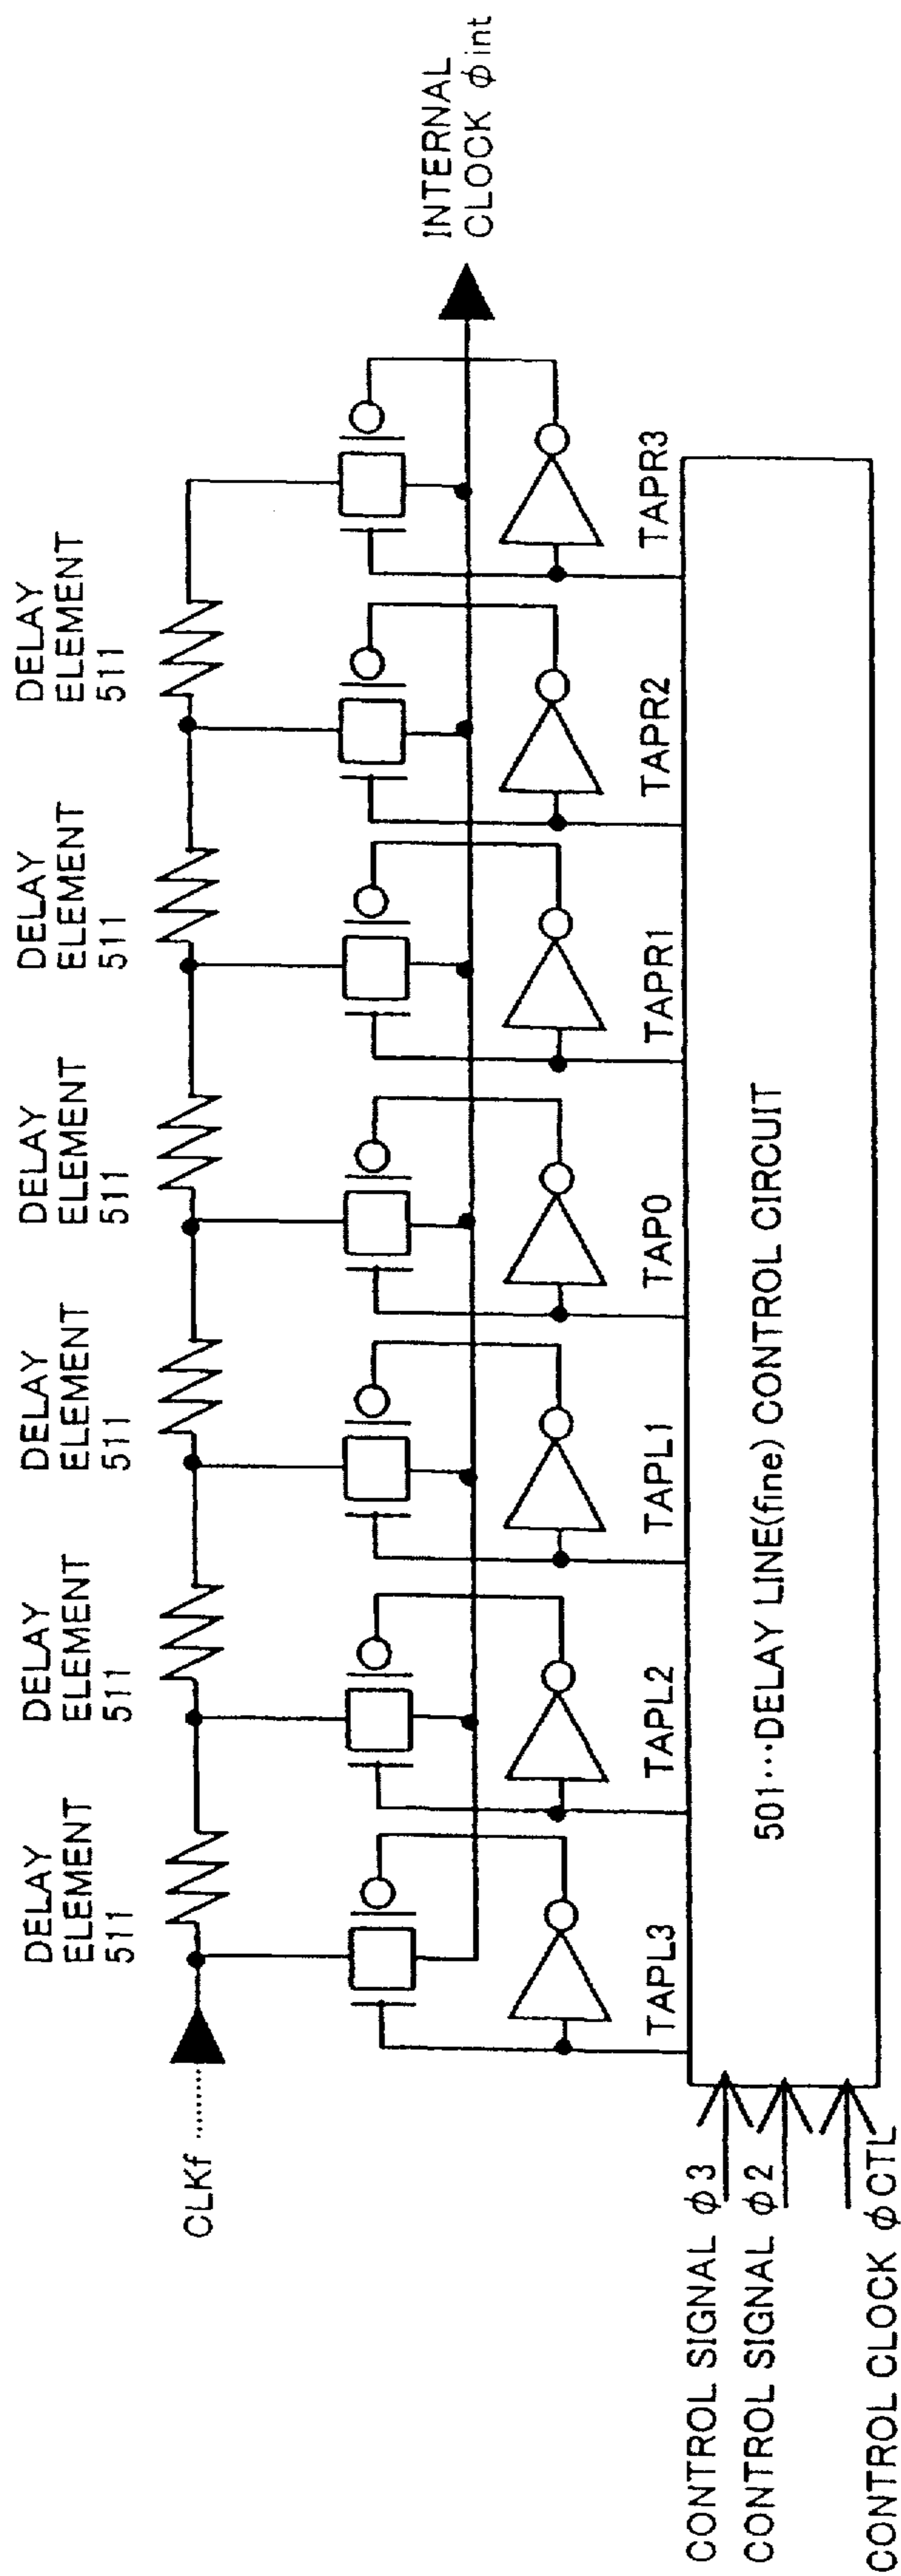 DELAY
ELEMENT
511
DELAY
ELEMENT
511
DELAY
ELEMENT
511
DELAY
ELEMENT
511
DELAY
ELEMENT
511
DELAY
ELEMENT
511
CLKf
INTERNAL
CLOCK ϕint
TAPL3
TAPL2
TAPL1
TAP0
TAPR1
TAPR2
TAPR3
CONTROL SIGNAL ϕ3
CONTROL SIGNAL ϕ2
CONTROL CLOCK ϕCTL
501···DELAY LINE(fine) CONTROL CIRCUIT